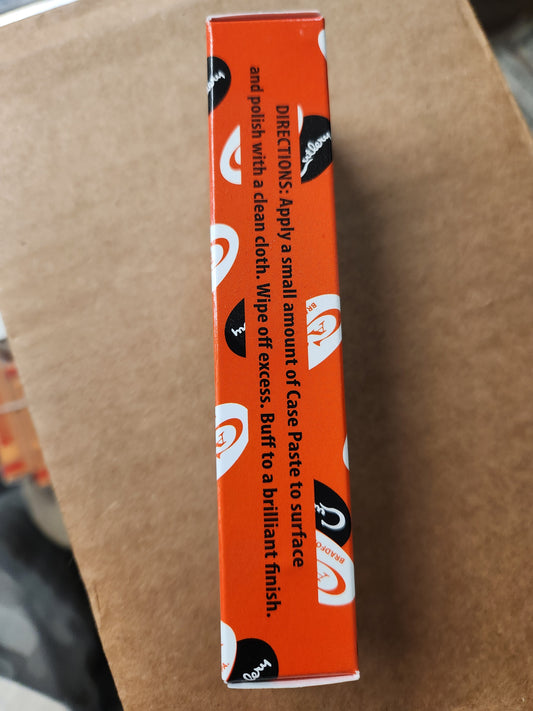 DIRECTIONS: Apply a small amount of Case Paste to surface
and polish with a clean cloth. Wipe off excess. Buff to a brilliant finish.